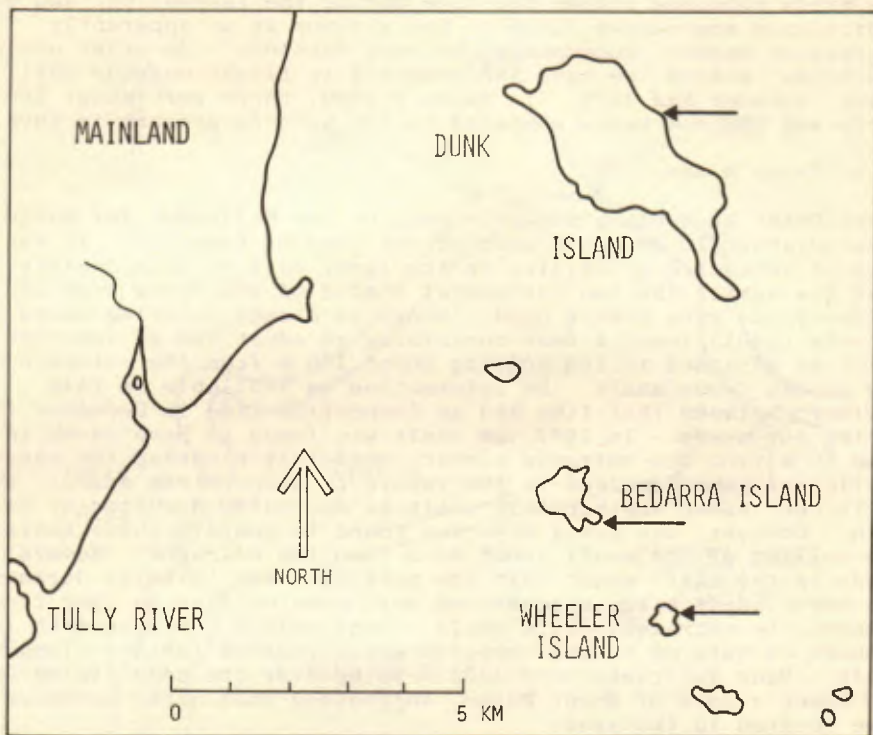 MAINLAND
DUNK
ISLAND
BEDARRA ISLAND
NORTH
TULLY RIVER
WHEELER
ISLAND
0 5 KM